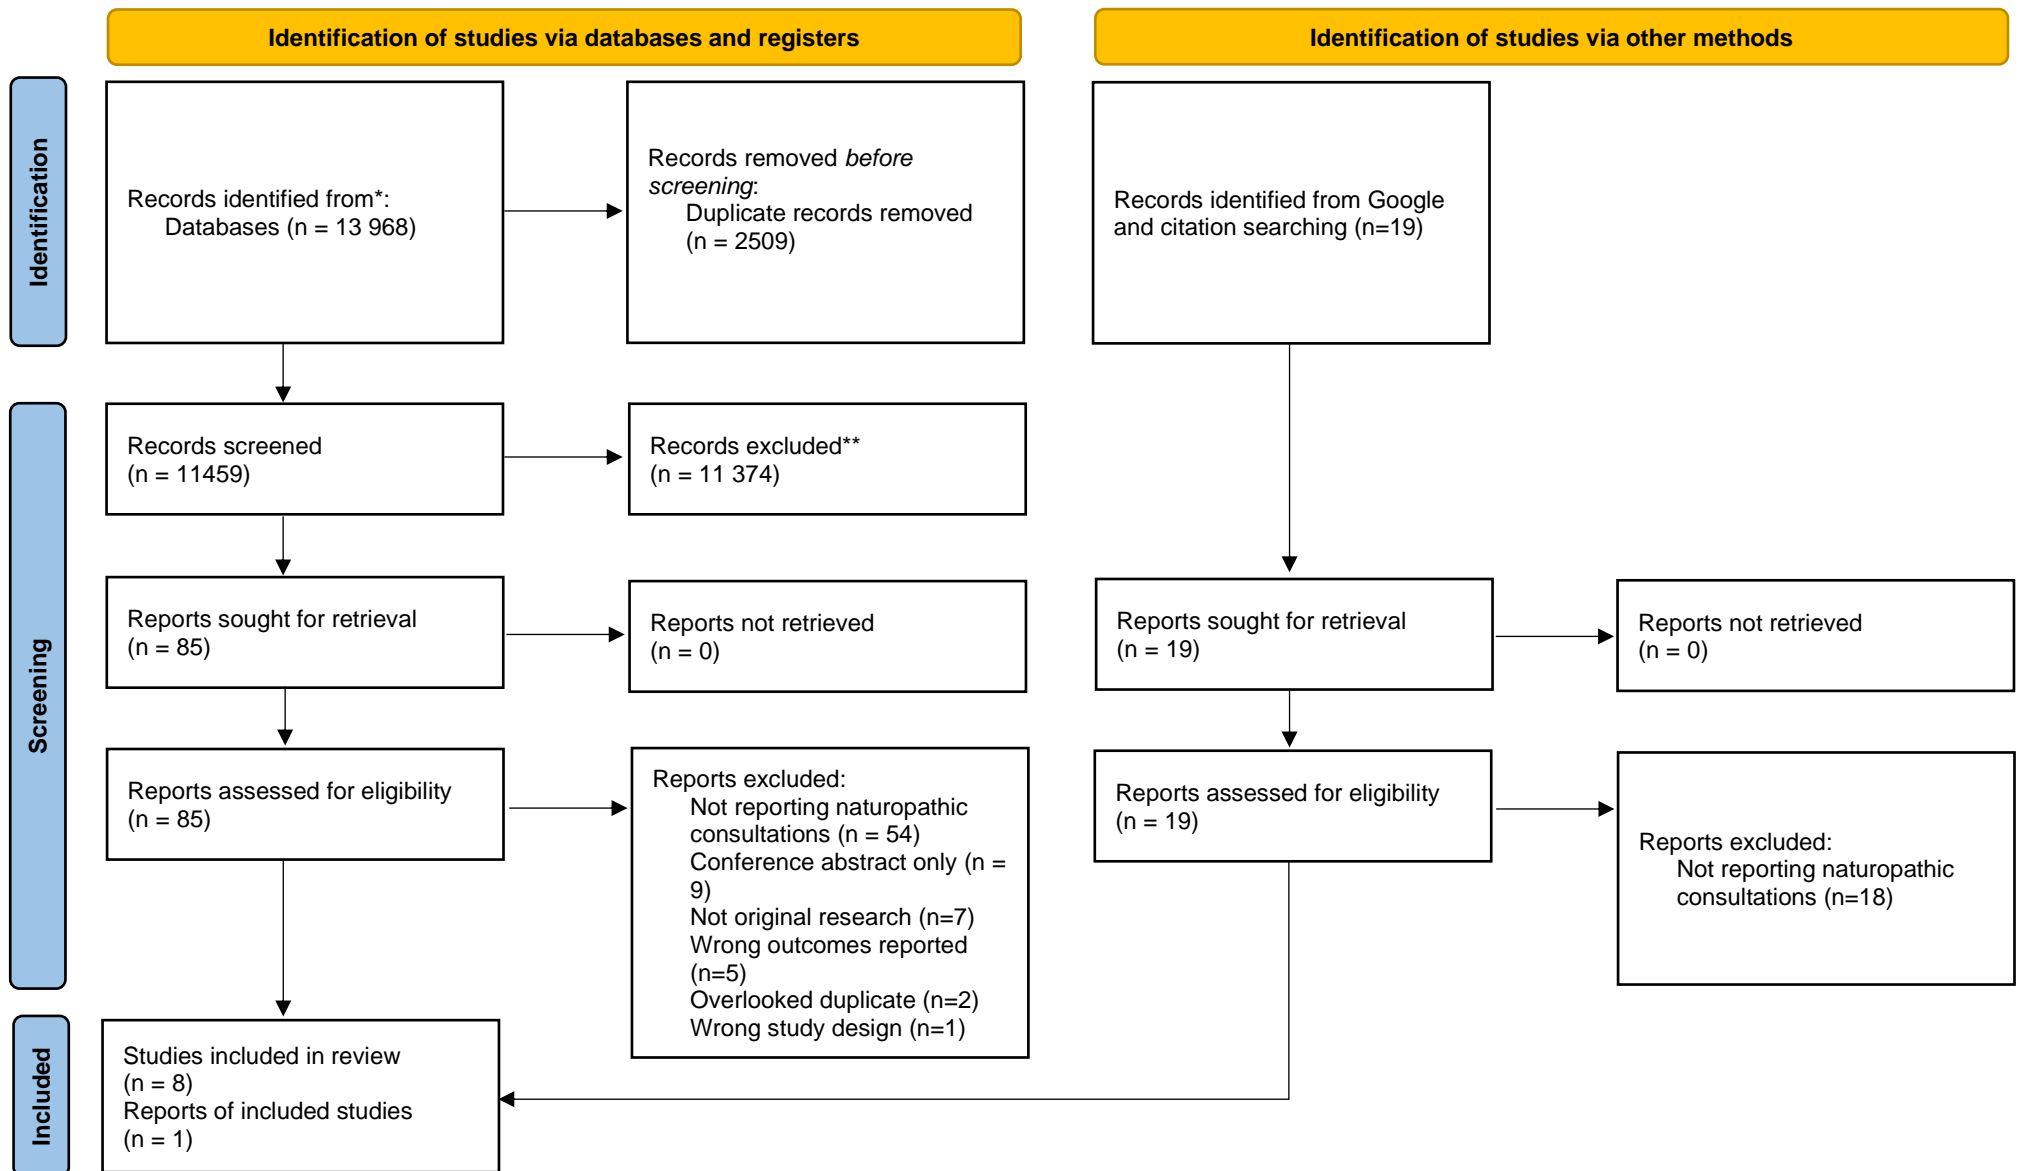 Identification of studies via databases and registers
Identification of studies via other methods
Identification
Records identified from*:
Databases (n = 13 968)
Records removed before
screening:
Duplicate records removed
(n = 2509)
Records identified from Google
and citation searching (n=19)
Screening
Records screened
(n = 11459)
Records excluded**
(n = 11 374)
Reports sought for retrieval
(n = 85)
Reports not retrieved
(n = 0)
Reports sought for retrieval
(n = 19)
Reports not retrieved
(n = 0)
Reports assessed for eligibility
(n = 85)
Reports excluded:
Not reporting naturopathic
consultations (n = 54)
Conference abstract only (n =
9)
Not original research (n=7)
Wrong outcomes reported
(n=5)
Overlooked duplicate (n=2)
Wrong study design (n=1)
Reports assessed for eligibility
(n = 19)
Reports excluded:
Not reporting naturopathic
consultations (n=18)
Included
Studies included in review
(n = 8)
Reports of included studies
(n = 1)